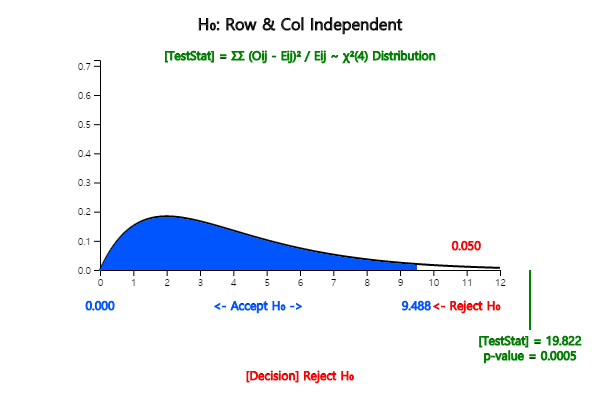 H₀: Row & Col Independent
[TestStat] = ΣΣ (Oij - Eij)² / Eij ~ χ²(4) Distribution
0.7
0.6
0.5
0.4
0.3
0.2
0.1
0.0
0.050
0 1 2 3 4 5 6 7 8 9 10 11 12
0.000 <- Accept H₀ -> 9.488 <- Reject H₀
[TestStat] = 19.822
p-value = 0.0005
[Decision] Reject H₀